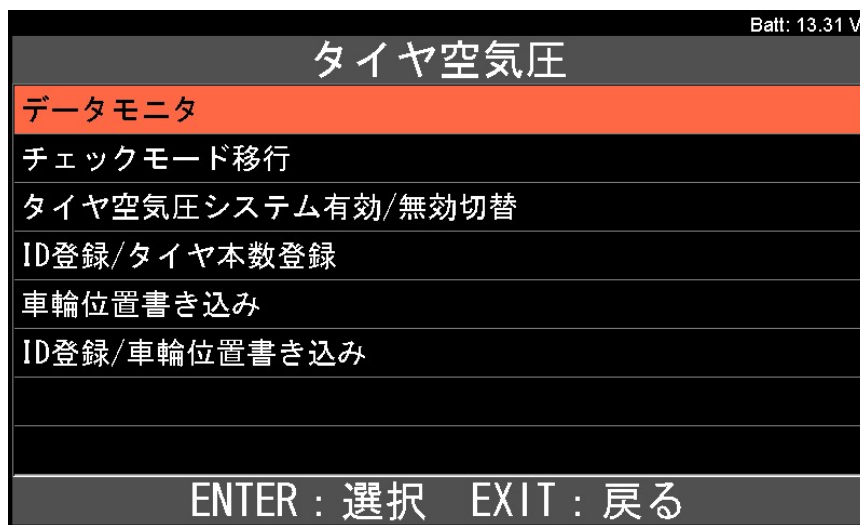 Batt: 13.31 V
タイヤ空気圧
データモニタ
チェックモード移行
タイヤ空気圧システム有効/無効切替
ID登録/タイヤ本数登録
車輪位置書き込み
ID登録/車輪位置書き込み
ENTER：選択 EXIT：戻る